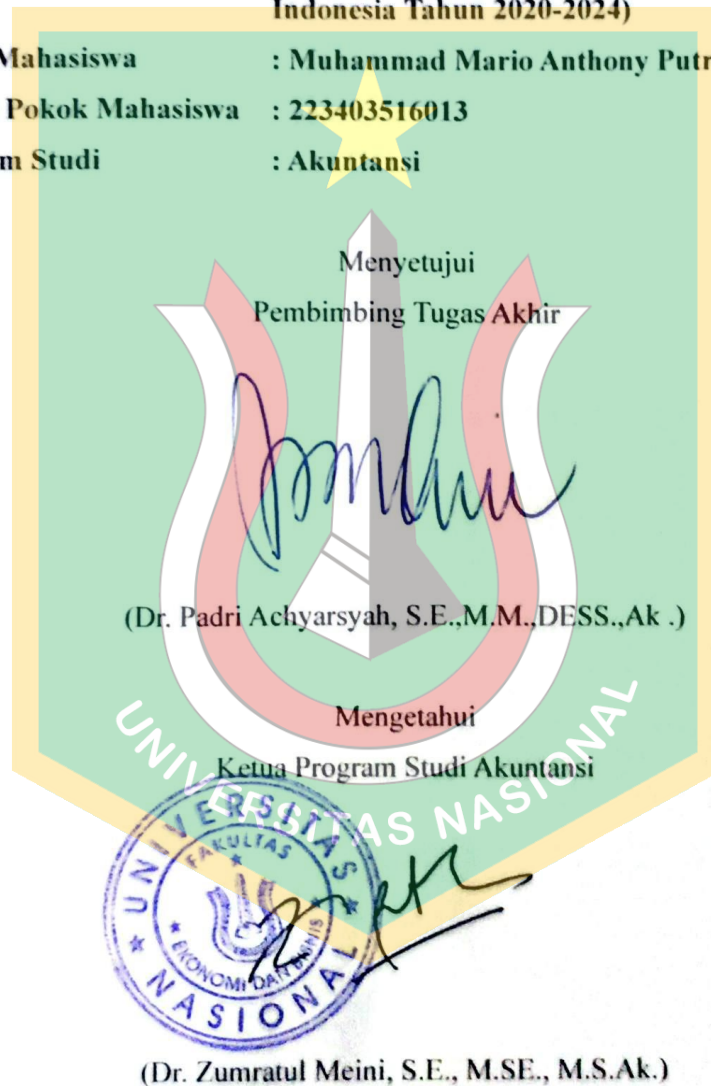 Indonesia Tahun 2020-2024)
Mahasiswa : Muhammad Mario Anthony Putr
Pokok Mahasiswa : 223403516013
m Studi : Akuntansi
Menyetujui
Pembimbing Tugas Akhir
(Dr. Padri Achyarsyah, S.E.,M.M.,DESS.,Ak .)
Mengetahui
Ketua Program Studi Akuntansi
UNIVERSITAS NASIONAL
UNIVERSITAS NASIONAL
FAKULTAS EKONOMI DAN BISNIS
(Dr. Zumratul Meini, S.E., M.SE., M.S.Ak.)